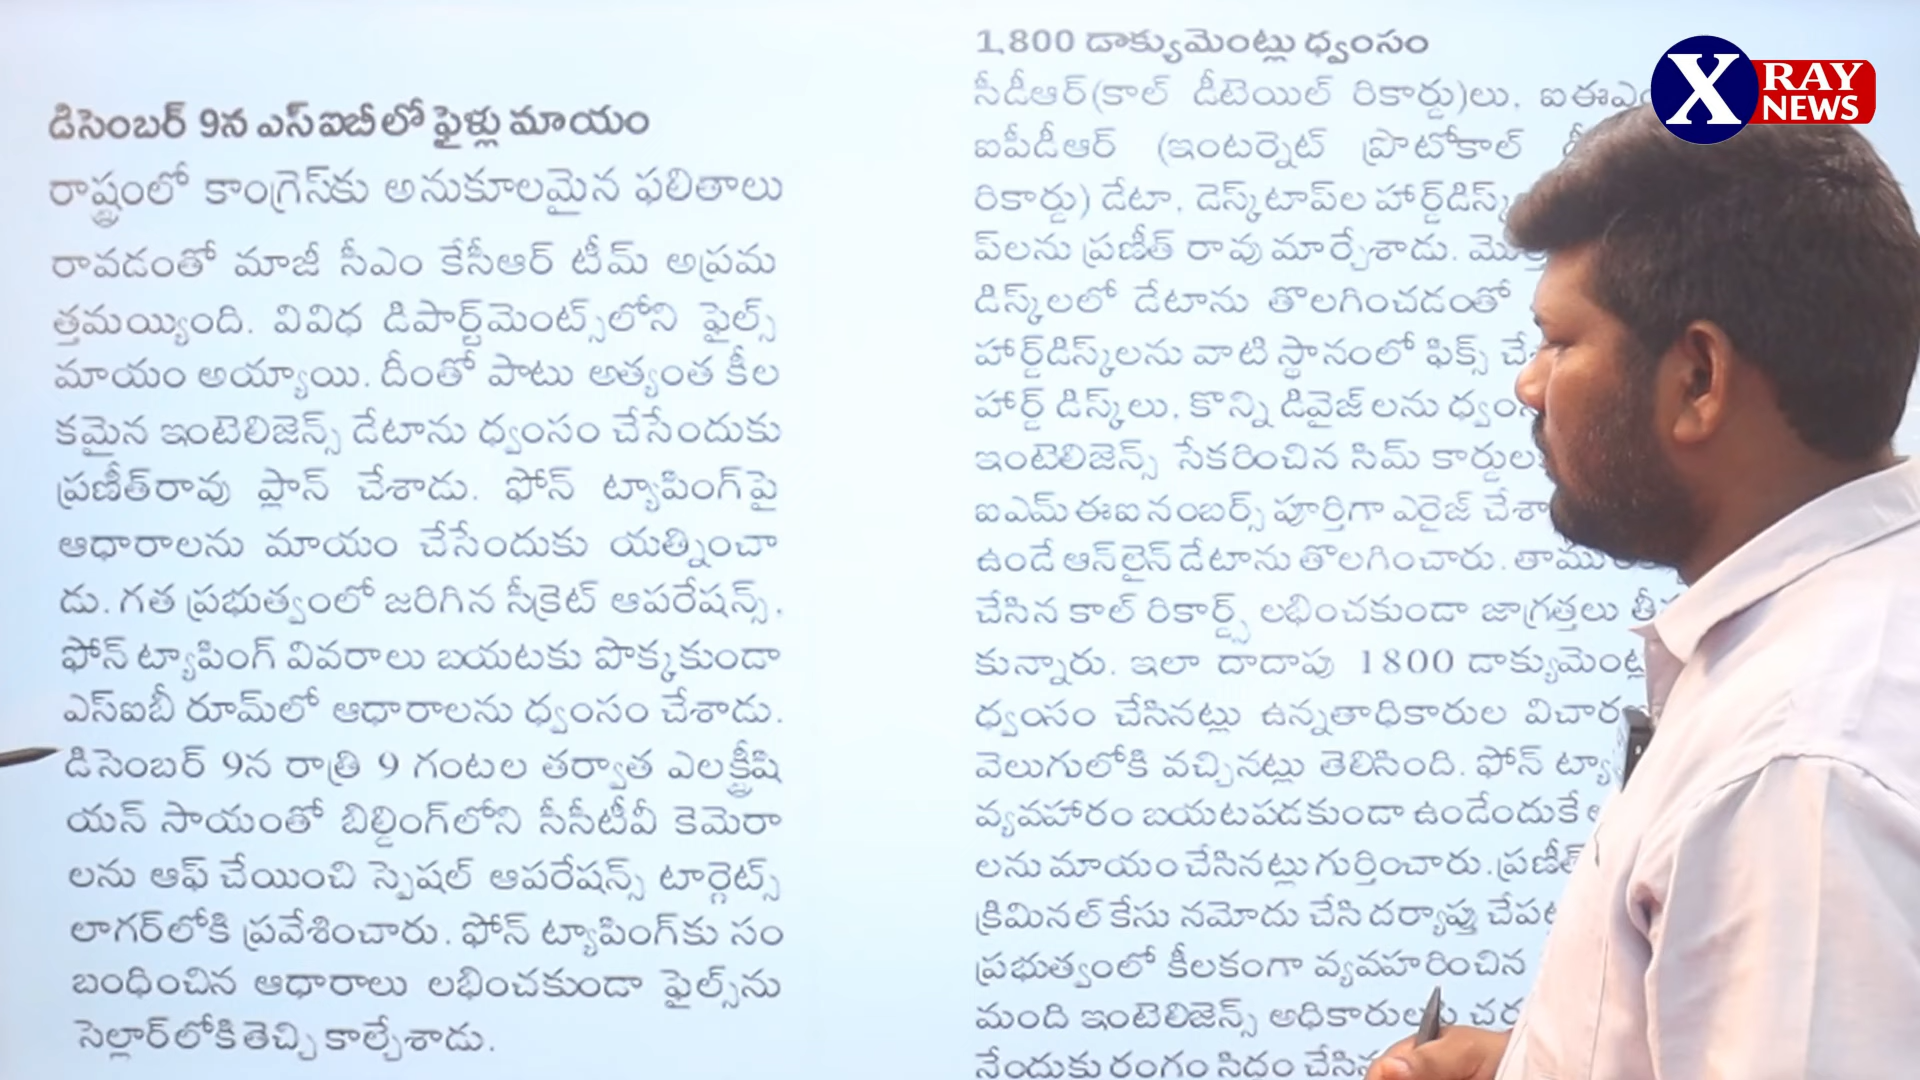 డిసెంబర్ 9న ఎస్ఐబీలో ఫైళ్లు మాయం
రాష్ట్రంలో కాంగ్రెస్‌కు అనుకూలమైన ఫలితాలు
రావడంతో మాజీ సీఎం కేసీఆర్ టీమ్ అప్రమ
త్తమయ్యింది. వివిధ డిపార్ట్‌మెంట్స్‌లోని ఫైల్స్
మాయం అయ్యాయి. దీంతో పాటు అత్యంత కీల
కమైన ఇంటెలిజెన్స్ డేటాను ధ్వంసం చేసేందుకు
ప్రణీత్‌రావు ప్లాన్ చేశాడు. ఫోన్ ట్యాపింగ్‌పై
ఆధారాలను మాయం చేసేందుకు యత్నించా
డు. గత ప్రభుత్వంలో జరిగిన సీక్రెట్ ఆపరేషన్స్,
ఫోన్ ట్యాపింగ్ వివరాలు బయటకు పొక్కకుండా
ఎస్ఐబీ రూమ్‌లో ఆధారాలను ధ్వంసం చేశాడు.
డిసెంబర్ 9న రాత్రి 9 గంటల తర్వాత ఎలక్ట్రీషి
యన్ సాయంతో బిల్డింగ్‌లోని సీసీటీవీ కెమెరా
లను ఆఫ్ చేయించి స్పెషల్ ఆపరేషన్స్ టార్గెట్స్
లాగర్‌లోకి ప్రవేశించారు. ఫోన్ ట్యాపింగ్‌కు సం
బంధించిన ఆధారాలు లభించకుండా ఫైల్స్‌ను
సెల్లార్‌లోకి తెచ్చి కాల్చేశాడు.
1,800 డాక్యుమెంట్లు ధ్వంసం
సీడీఆర్(కాల్ డీటెయిల్ రికార్డు)లు, ఐఈఎం
ఐపీడీఆర్ (ఇంటర్నెట్ ప్రొటోకాల్
రికార్డు) డేటా, డెస్క్‌టాప్‌ల హార్డ్‌డిస్క్
ప్‌లను ప్రణీత్ రావు మార్చేశాడు.
డిస్క్‌లలో డేటాను తొలగించడంతో
హార్డ్‌డిస్క్‌లను వాటి స్థానంలో ఫిక్స్
హార్డ్ డిస్క్‌లు, కొన్ని డివైజ్‌లను
ఇంటెలిజెన్స్ సేకరించిన సిమ్ కార్డుల
ఐఎమ్ఈఐ నంబర్స్ పూర్తిగా ఎరైజ్
ఉండే ఆన్‌లైన్ డేటాను తొలగించారు. తాము
చేసిన కాల్ రికార్డ్స్ లభించకుండా జాగ్రత్తలు
కున్నారు. ఇలా దాదాపు 1800 డాక్యుమెంట్ల
ధ్వంసం చేసినట్లు ఉన్నతాధికారుల
వెలుగులోకి వచ్చినట్లు తెలిసింది. ఫోన్
వ్యవహారం బయటపడకుండా ఉండేందుకే
లను మాయం చేసినట్లు గుర్తించారు.
క్రిమినల్ కేసు నమోదు చేసి దర్యాప్తు
ప్రభుత్వంలో కీలకంగా వ్యవహరించిన
మంది ఇంటెలిజెన్స్ అధికారులపై
నేందుకు రంగం సిద్ధం
X RAY
NEWS